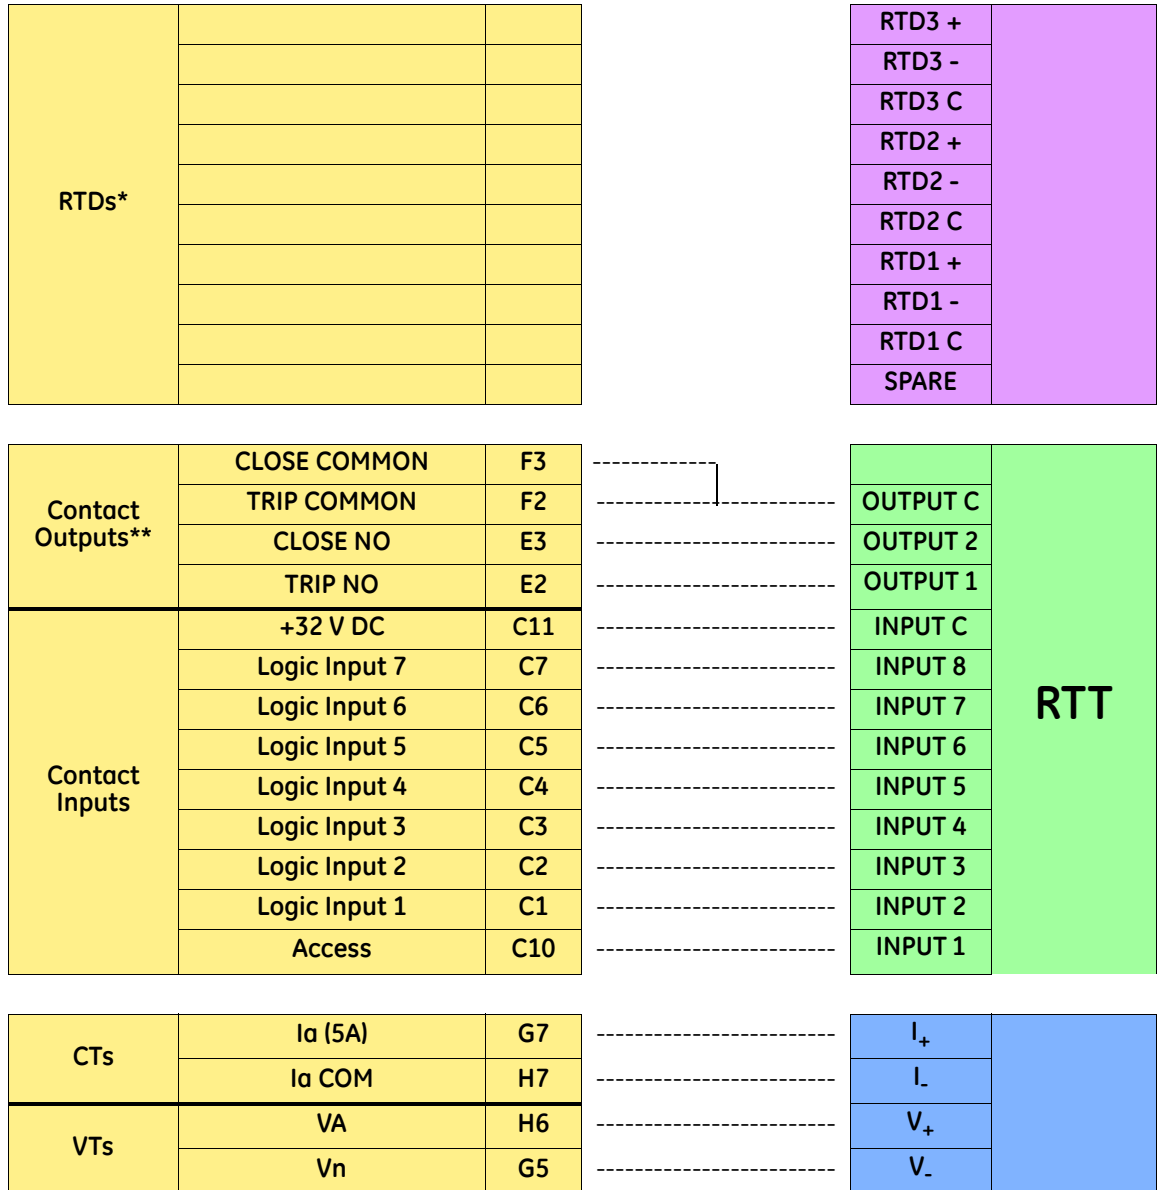 RTDs*
RTD3 +
RTD3 -
RTD3 C
RTD2 +
RTD2 -
RTD2 C
RTD1 +
RTD1 -
RTD1 C
SPARE
Contact
Outputs**
CLOSE COMMON F3
TRIP COMMON F2 OUTPUT C
CLOSE NO E3 OUTPUT 2
TRIP NO E2 OUTPUT 1
Contact
Inputs
+32 V DC C11 INPUT C
Logic Input 7 C7 INPUT 8
Logic Input 6 C6 INPUT 7
Logic Input 5 C5 INPUT 6
Logic Input 4 C4 INPUT 5
Logic Input 3 C3 INPUT 4
Logic Input 2 C2 INPUT 3
Logic Input 1 C1 INPUT 2
Access C10 INPUT 1
RTT
CTs
Ia (5A) G7 I+
Ia COM H7 I-
VTs
VA H6 V+
Vn G5 V-